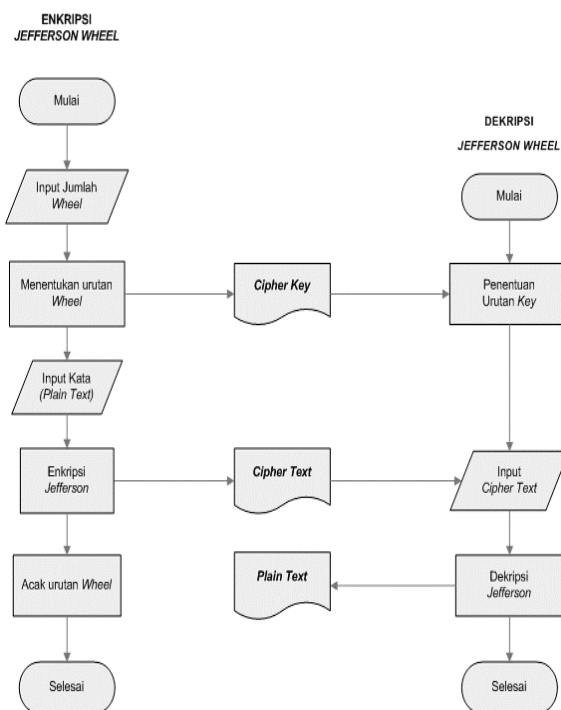 ENKRIPSI
JEFFERSON WHEEL
Mulai
Input Jumlah
Wheel
Menentukan urutan
Wheel
Input Kata
(Plain Text)
Enkripsi
Jefferson
Acak urutan Wheel
Selesai
Cipher Key
Cipher Text
Plain Text
DEKRIPSI
JEFFERSON WHEEL
Mulai
Penentuan
Urutan Key
Input
Cipher Text
Dekripsi
Jefferson
Selesai